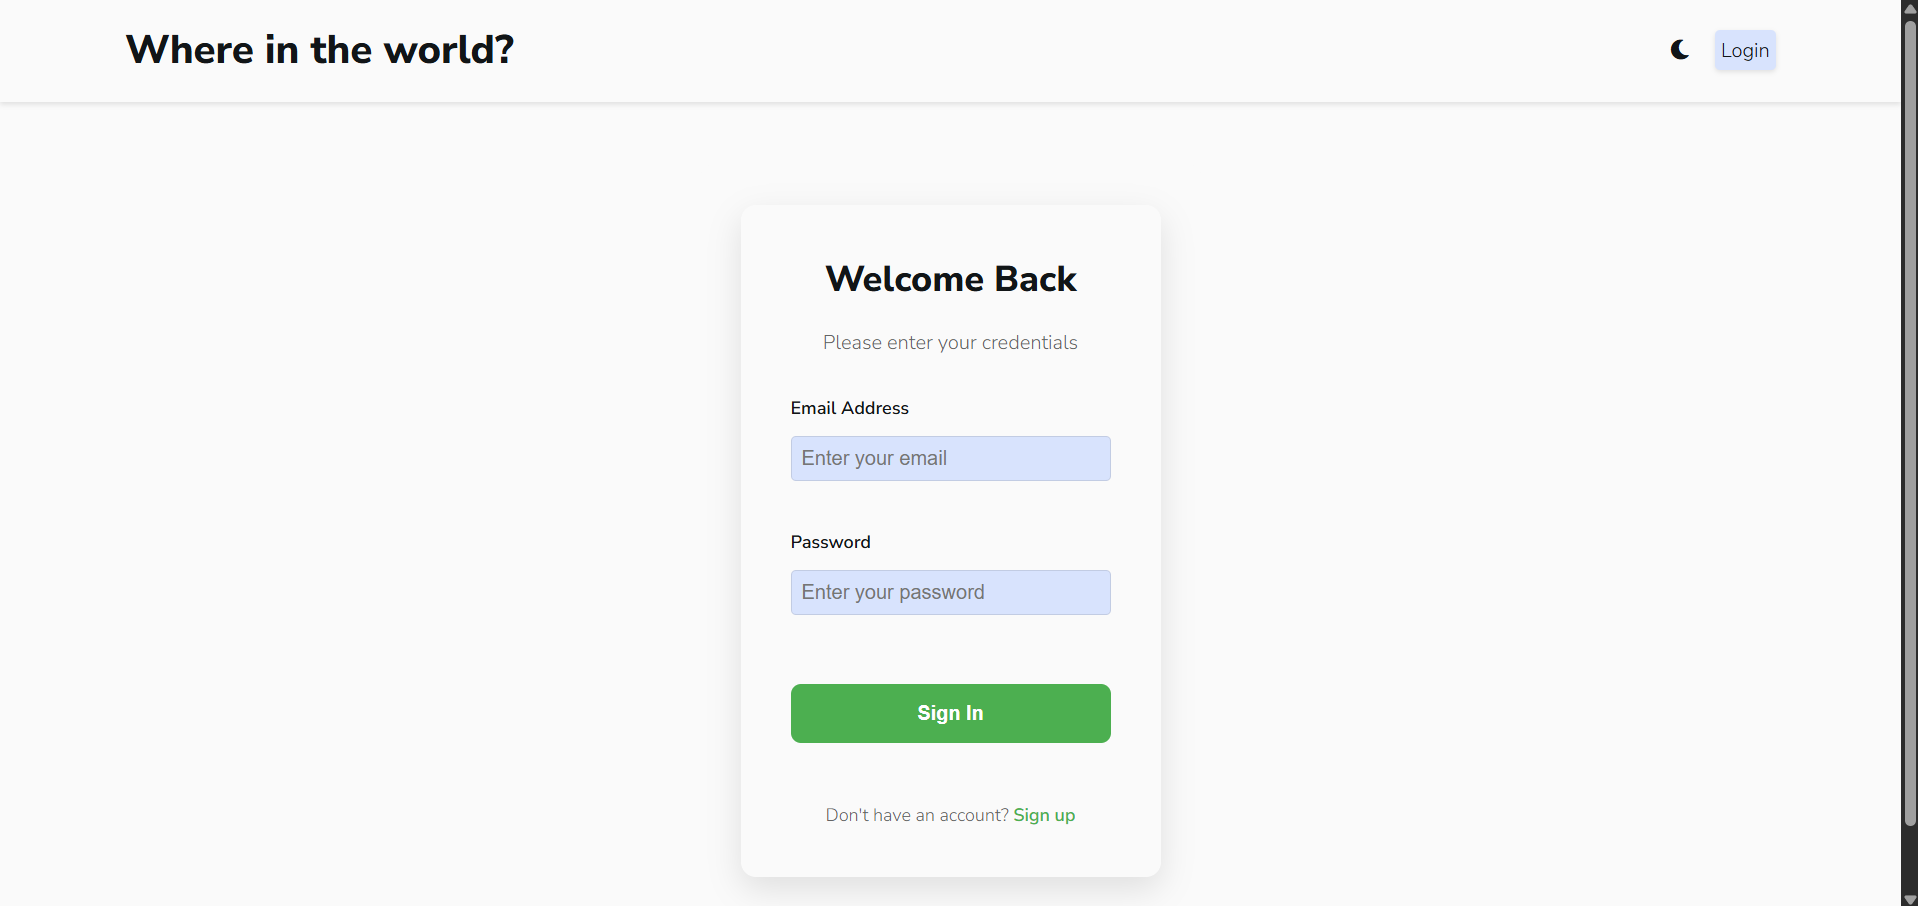 Where in the world?
Login
Welcome Back
Please enter your credentials
Email Address
Enter your email
Password
Enter your password
Sign In
Don't have an account? Sign up